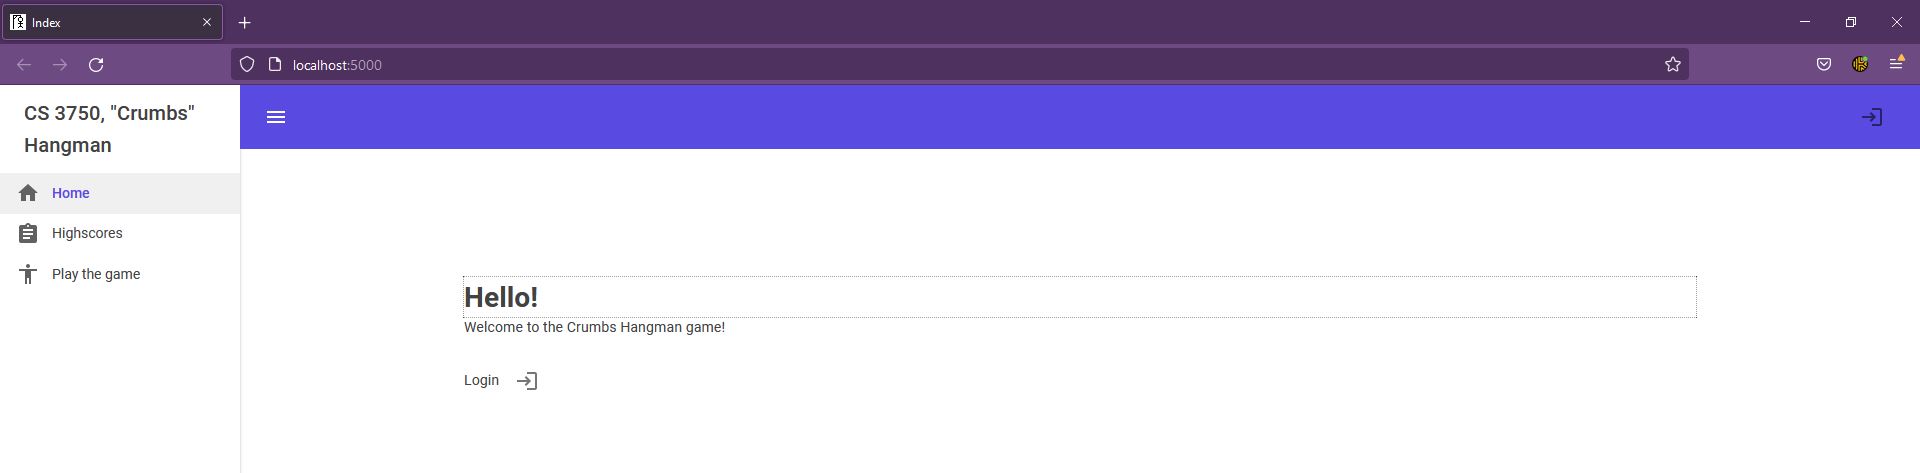 Index
localhost:5000
CS 3750, "Crumbs"
Hangman
Home
Highscores
Play the game
Hello!
Welcome to the Crumbs Hangman game!
Login